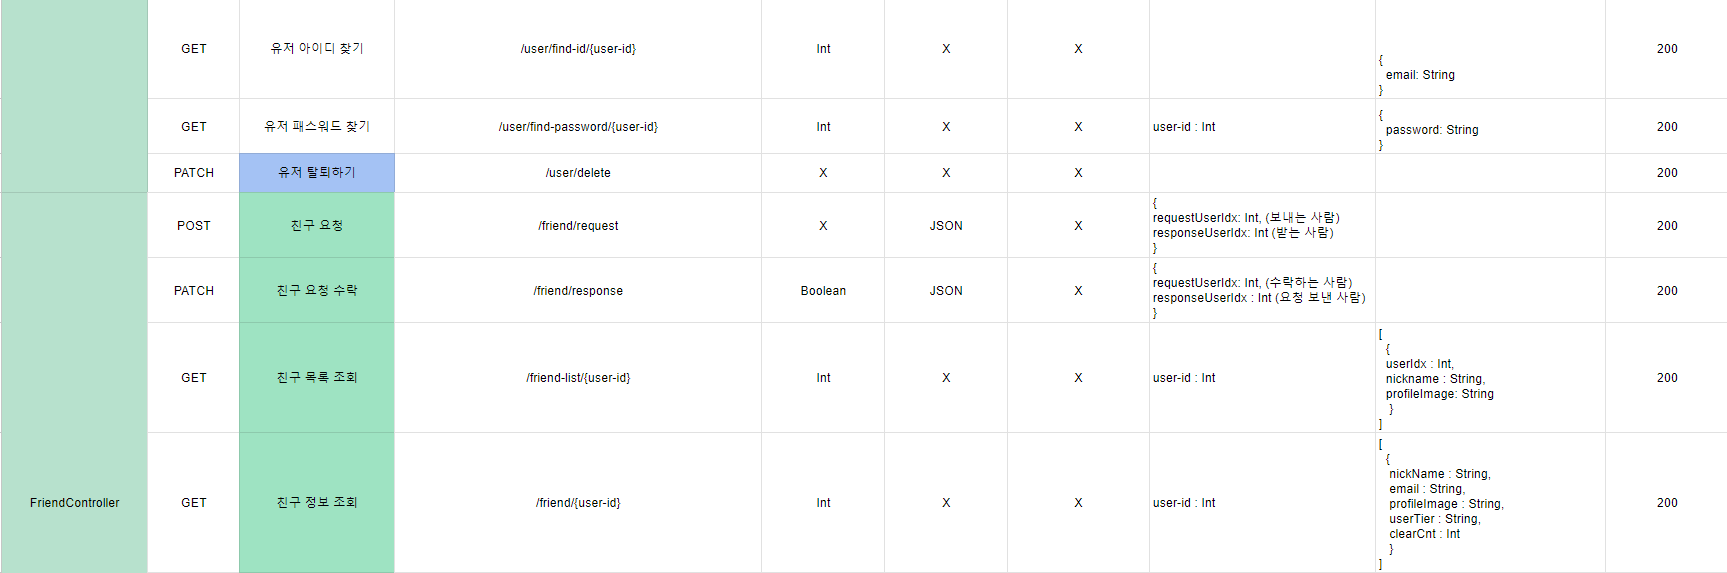 GET 유저 아이디 찾기 /user/find-id/{user-id} Int X X 200
{
email: String
}
GET 유저 패스워드 찾기 /user/find-password/{user-id} Int X X user-id : Int 200
{
password: String
}
PATCH 유저 탈퇴하기 /user/delete X X X 200
POST 친구 요청 /friend/request X JSON X 200
{
requestUserIdx: Int, (보내는 사람)
responseUserIdx: Int (받는 사람)
}
PATCH 친구 요청 수락 /friend/response Boolean JSON X 200
{
requestUserIdx: Int, (수락하는 사람)
responseUserIdx : Int (요청 보낸 사람)
}
GET 친구 목록 조회 /friend-list/{user-id} Int X X user-id : Int 200
[
{
userIdx : Int,
nickname : String,
profileImage: String
}
]
FriendController GET 친구 정보 조회 /friend/{user-id} Int X X user-id : Int 200
[
{
nickName : String,
email : String,
profileImage : String,
userTier : String,
clearCnt : Int
}
]